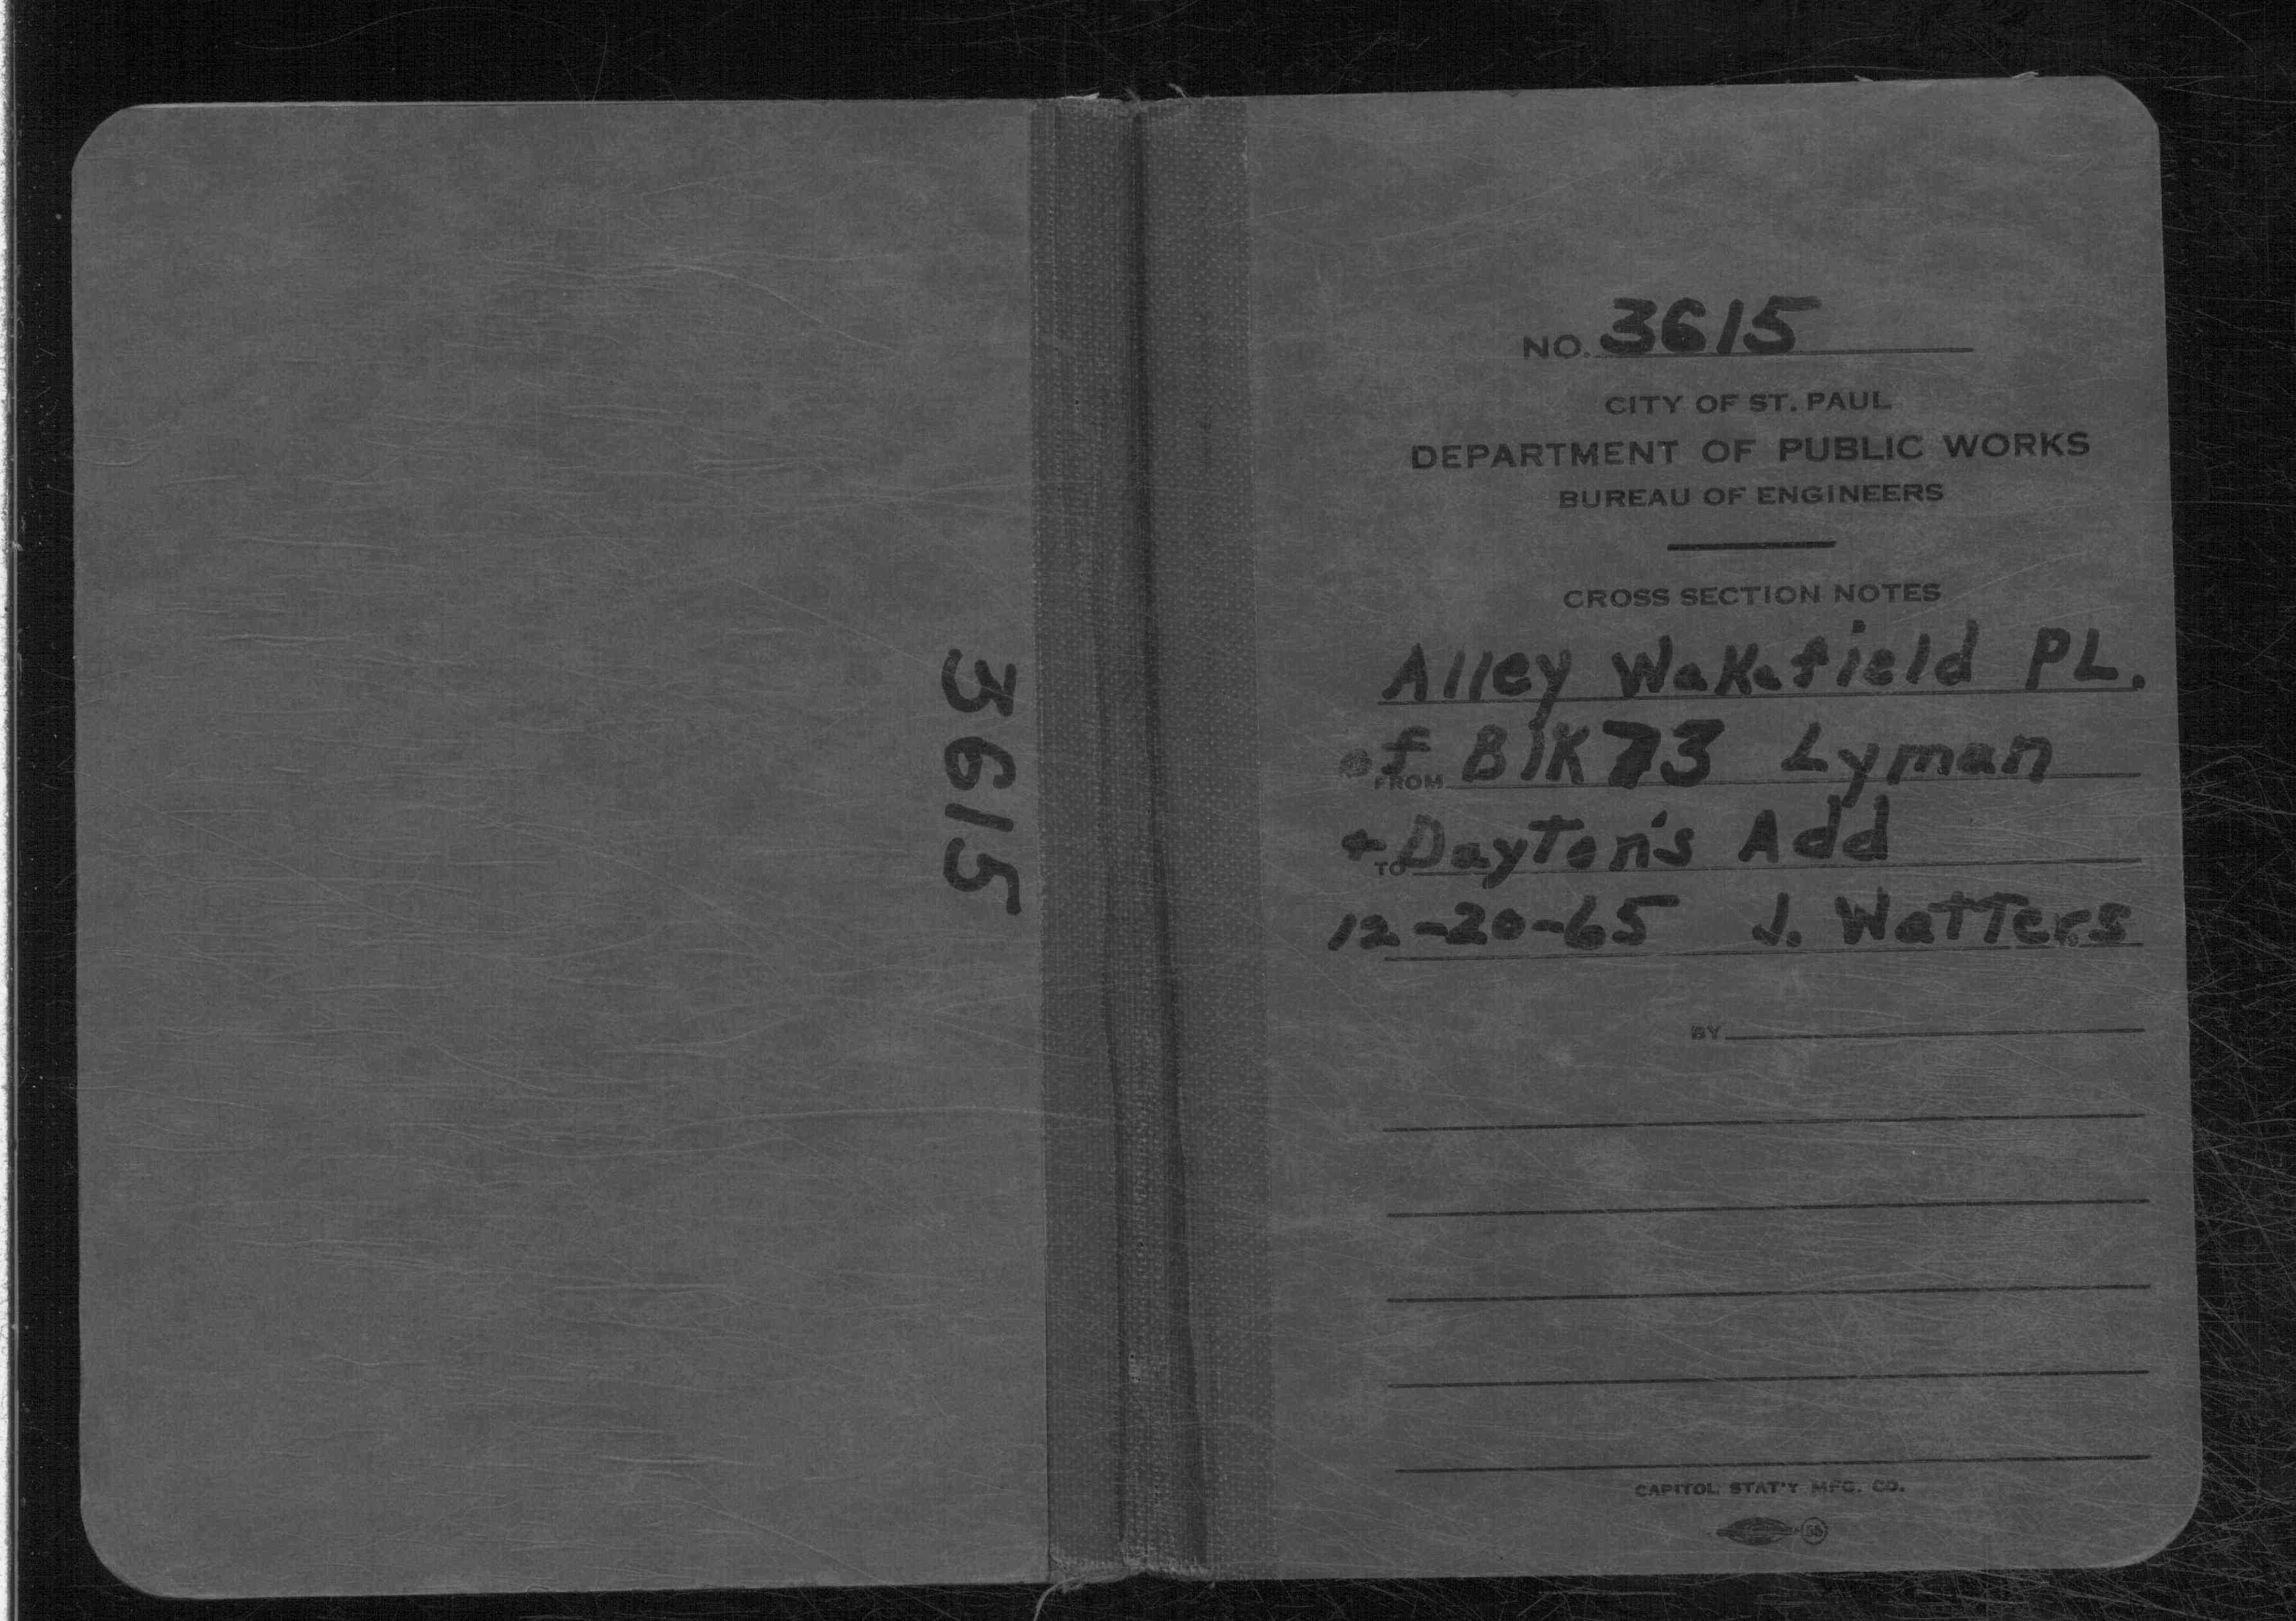 3615
NO. 3615
CITY OF ST. PAUL
DEPARTMENT OF PUBLIC WORKS
BUREAU OF ENGINEERS
CROSS SECTION NOTES
Alley Wakefield PL.
FROM of Blk 73 Lyman
TO + Dayton's Add
12-20-65 J. Watters
BY
CAPITOL STAT'Y MFG. CO.